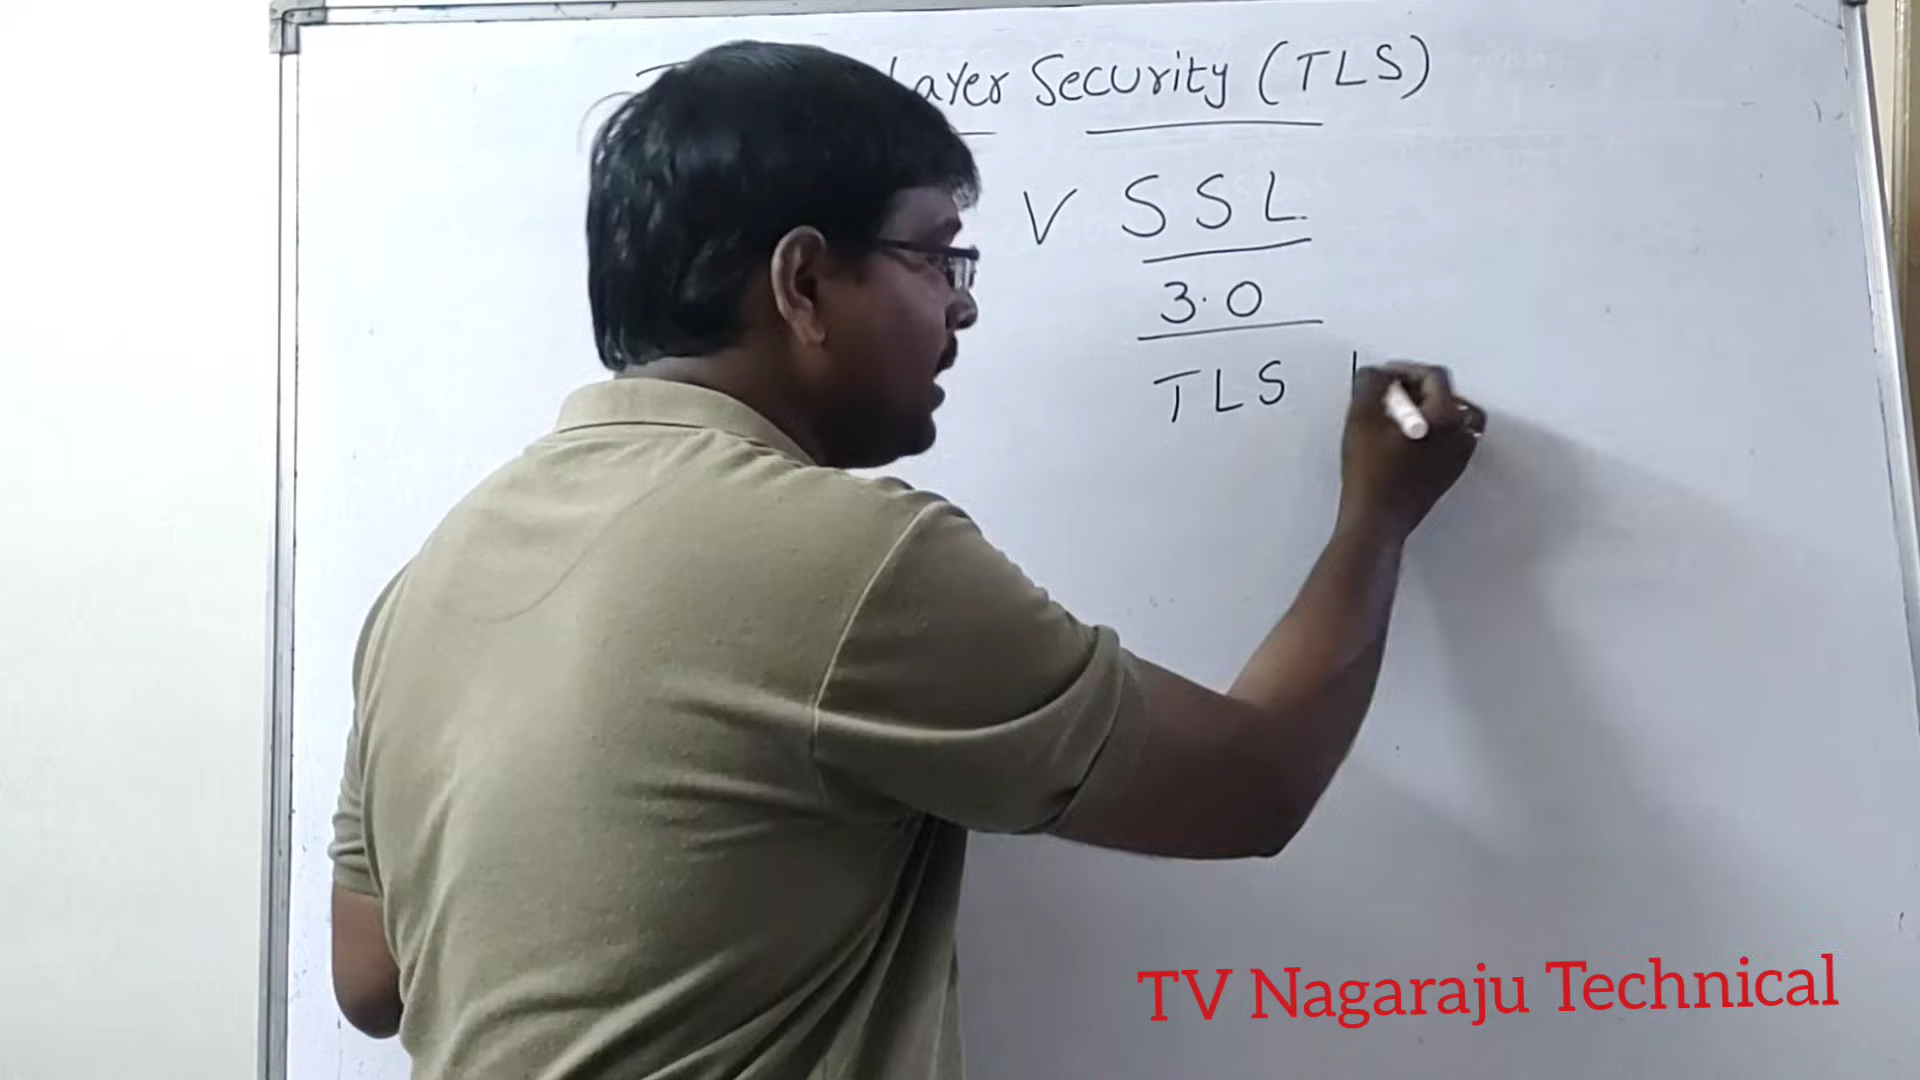 Layer Security (TLS)
V SSL
3.0
TLS
TV Nagaraju Technical